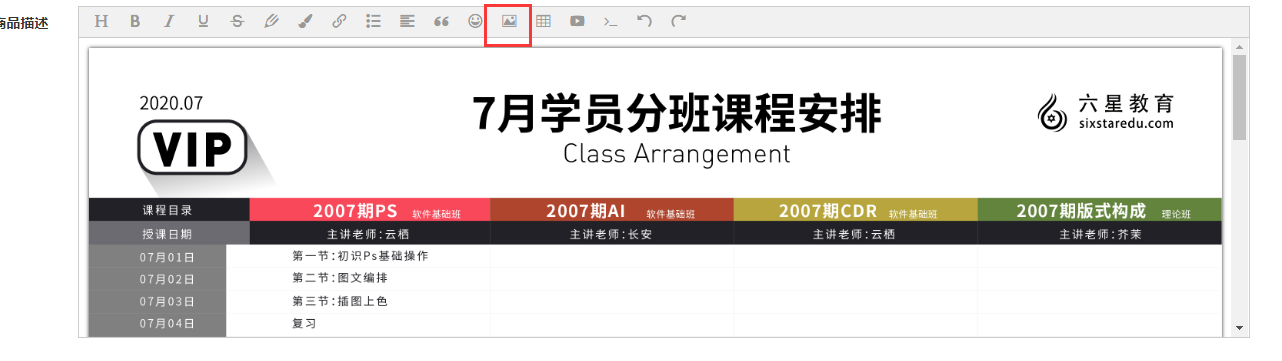 商品描述
H B I U S
2020.07
VIP
7月学员分班课程安排
Class Arrangement
六星教育
sixstaredu.com
课程目录 2007期PS 软件基础班 2007期AI 软件基础班 2007期CDR 软件基础班 2007期版式构成 理论班
授课日期 主讲老师:云栖 主讲老师:长安 主讲老师:云栖 主讲老师:芥茉
07月01日 第一节:初识Ps基础操作
07月02日 第二节:图文编排
07月03日 第三节:插图上色
07月04日 复习